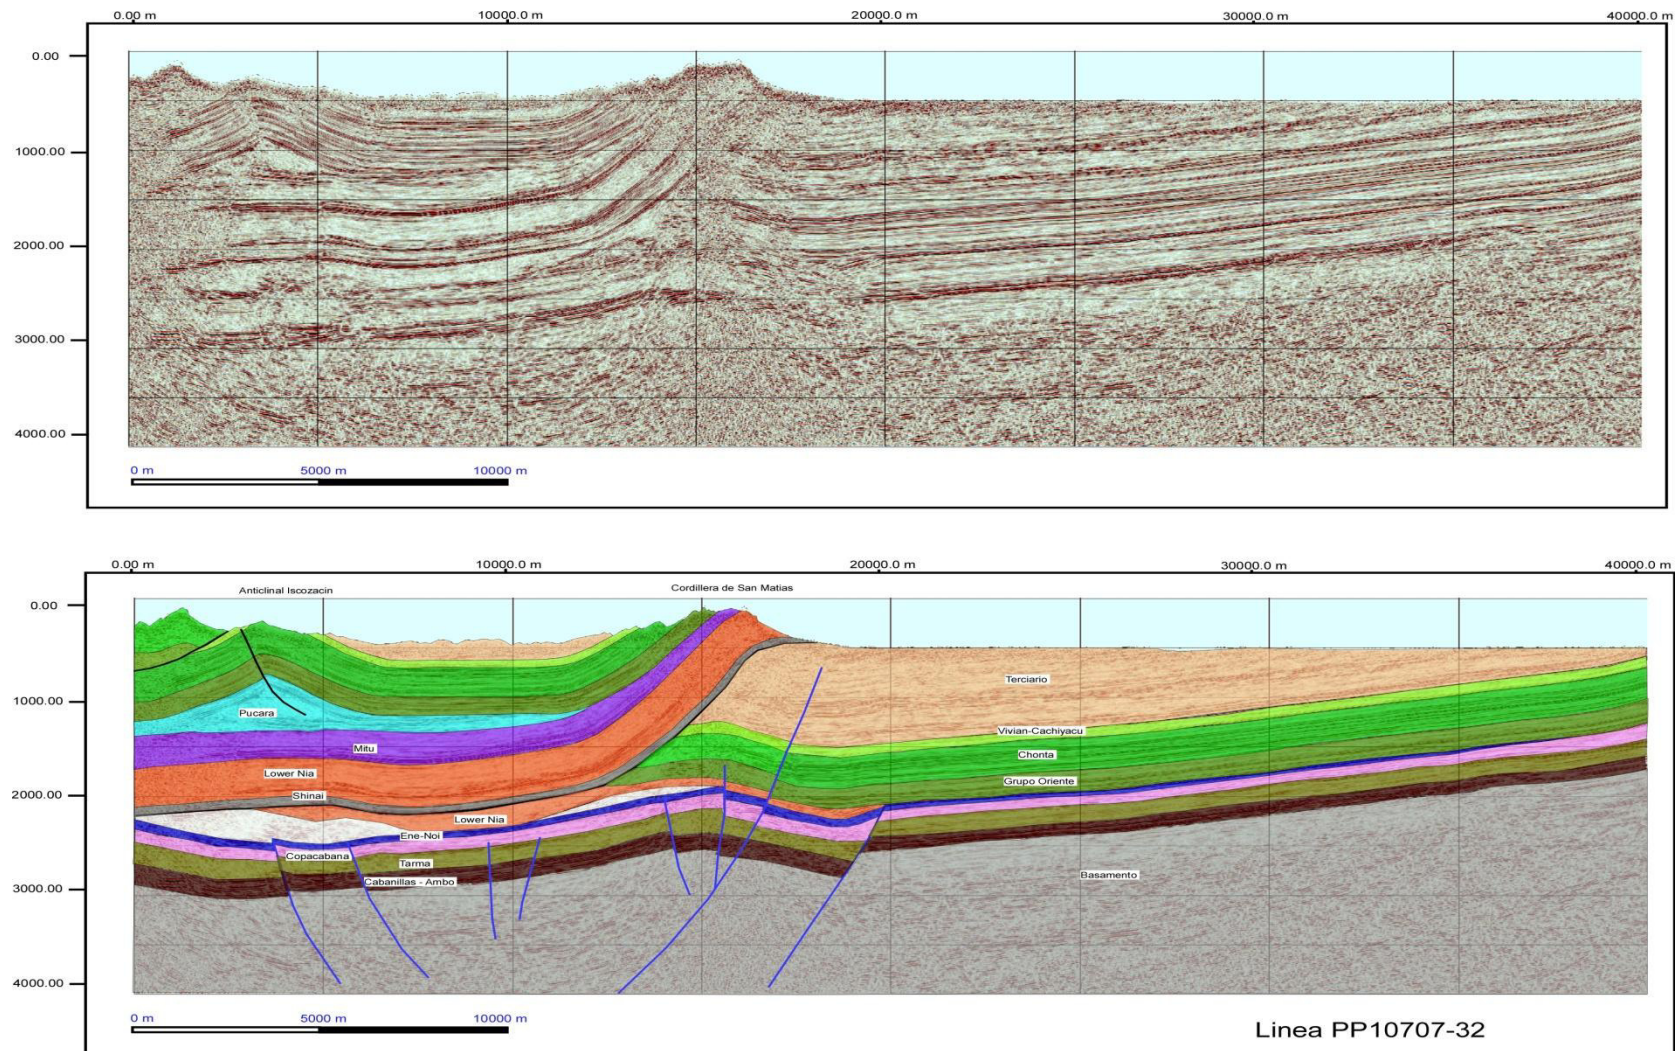 0.00 m 10000.0 m 20000.0 m 30000.0 m 40000.0 m
0.00
1000.00
2000.00
3000.00
4000.00
0 m 5000 m 10000 m
0.00 m 10000.0 m 20000.0 m 30000.0 m 40000.0 m
Anticlinal Iscozacin Cordillera de San Matias
0.00
Terciario
1000.00
Pucara
Vivian-Cachiyacu
Mitu
Chonta
Lower Nia
Grupo Oriente
Shinai
2000.00
Lower Nia
Ene-Noi
Copacabana
Tarma
Basamento
Cabanillas - Ambo
3000.00
4000.00
0 m 5000 m 10000 m
Linea PP10707-32